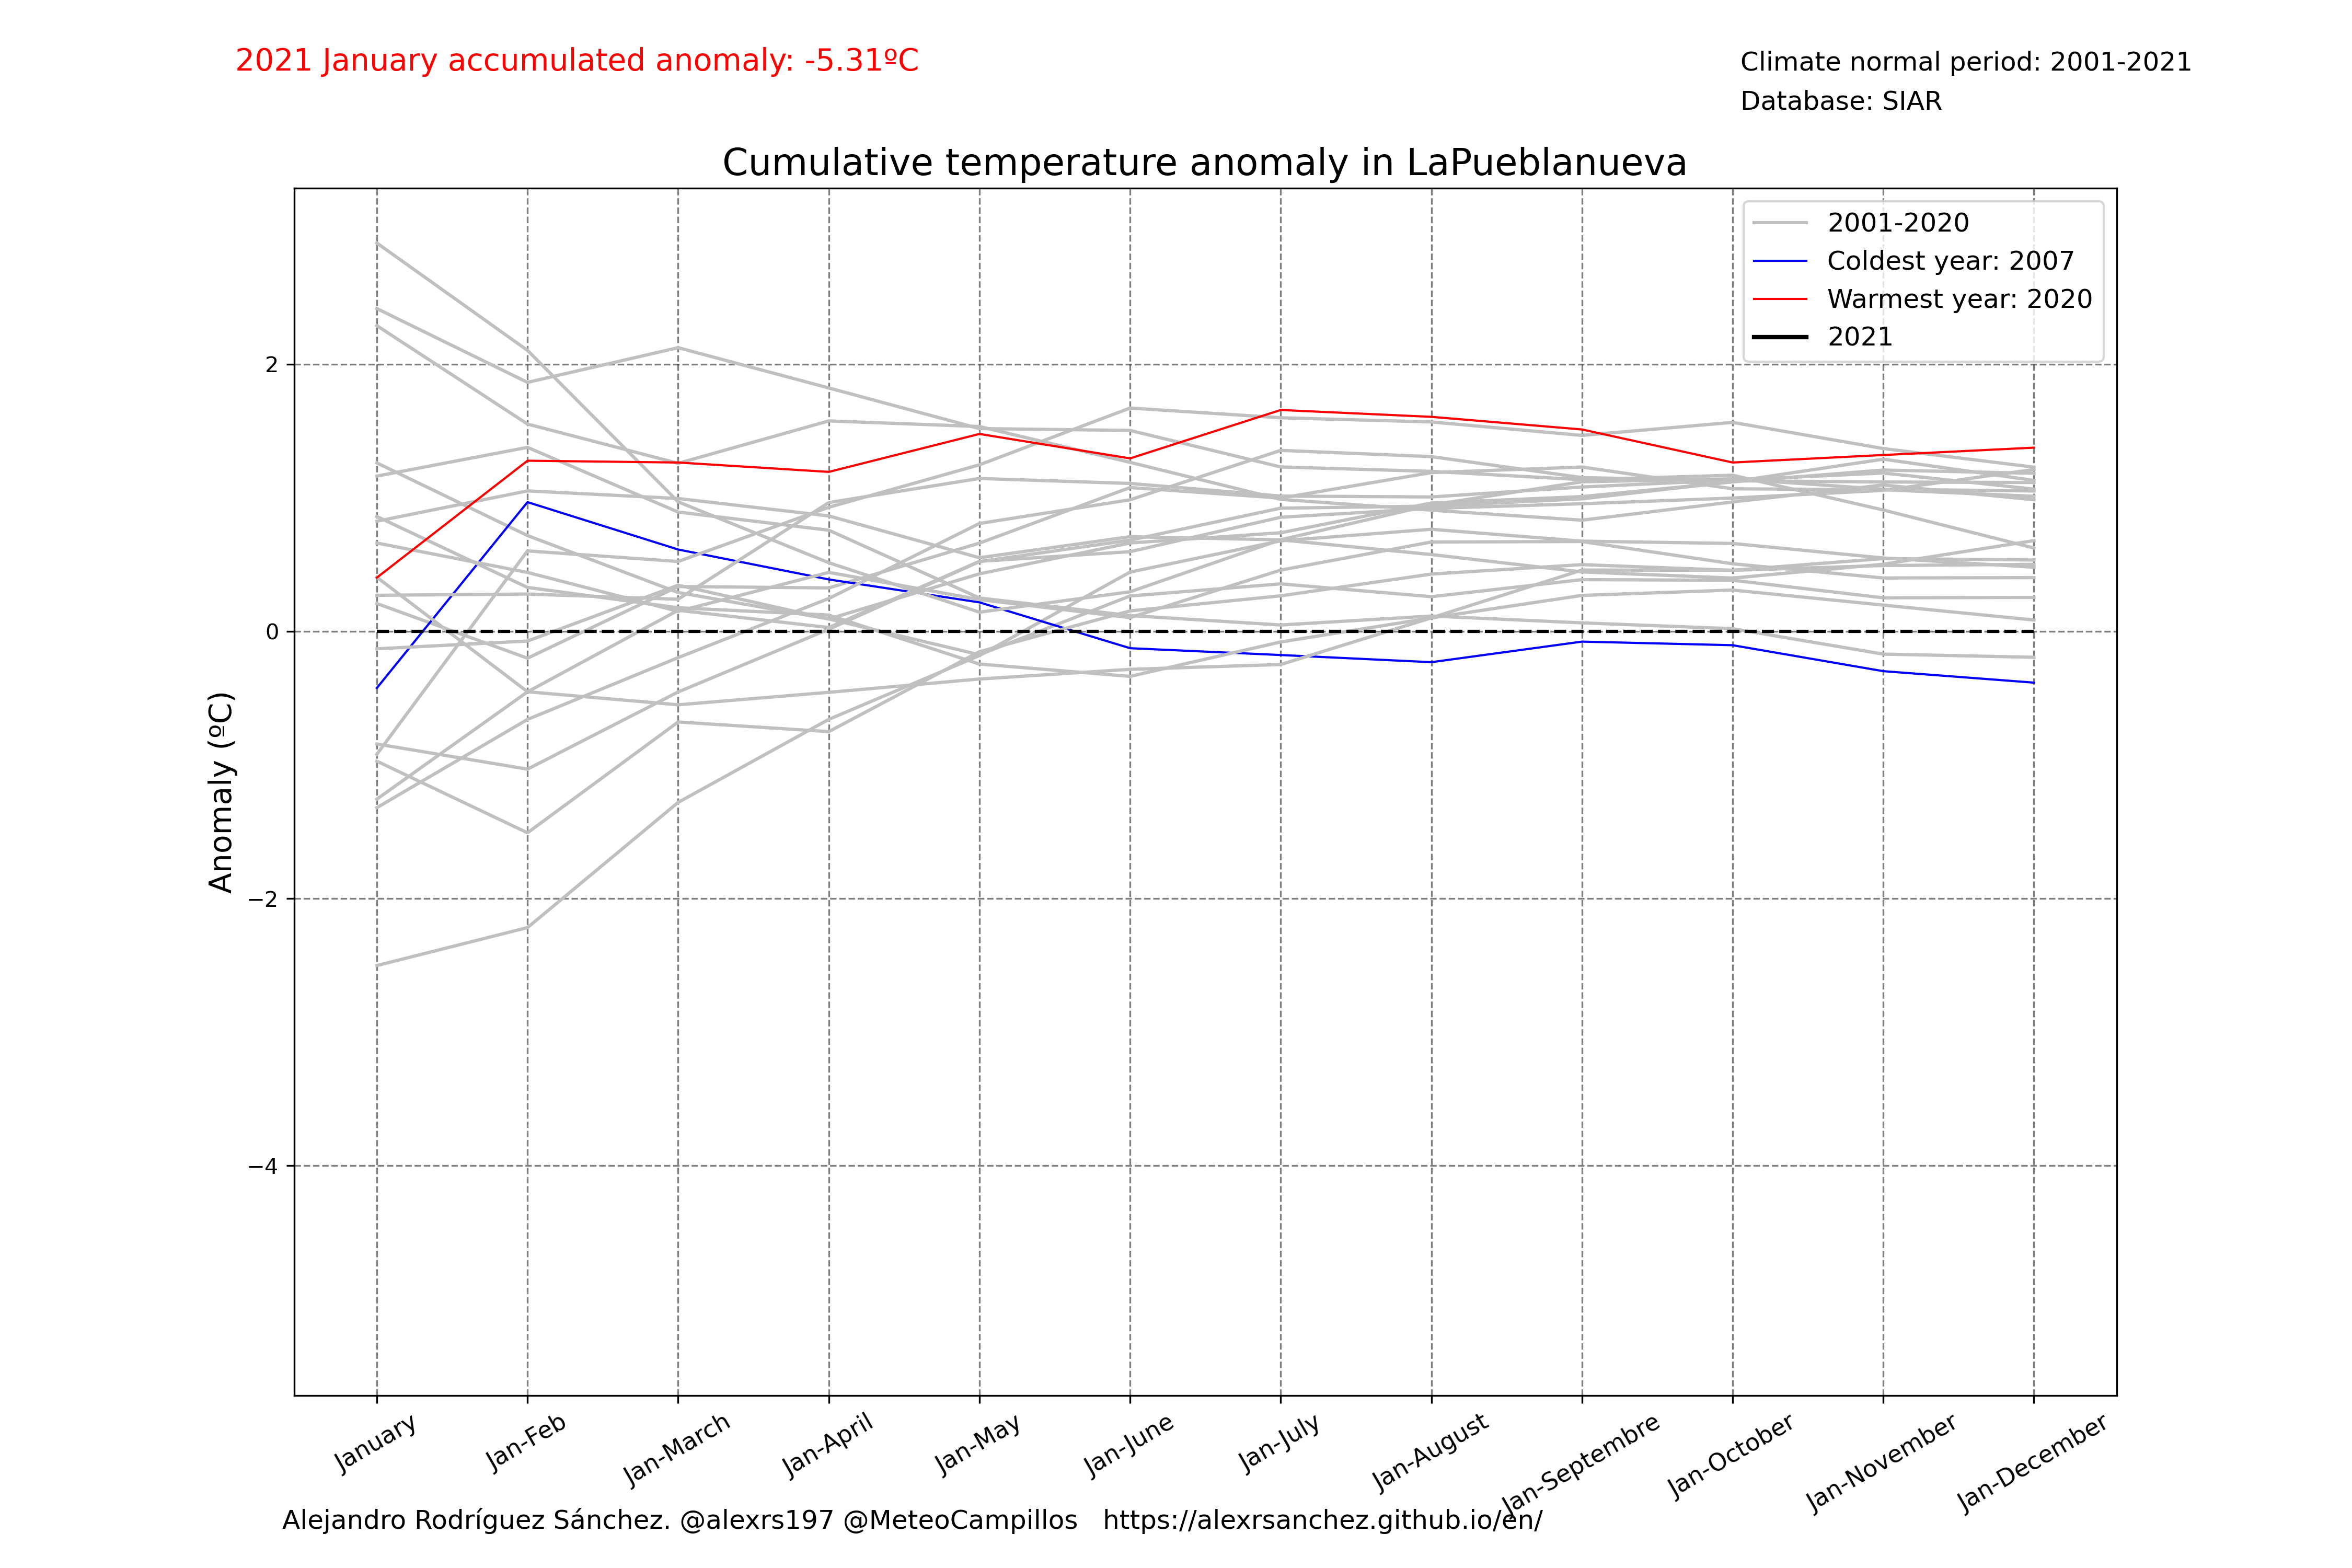 2021 January accumulated anomaly: -5.31ºC
Climate normal period: 2001-2021
Database: SIAR
Cumulative temperature anomaly in LaPueblanueva
2001-2020
Coldest year: 2007
Warmest year: 2020
2021
2
0
−2
−4
Anomaly (ºC)
January
Jan-Feb
Jan-March
Jan-April
Jan-May
Jan-June
Jan-July
Jan-August
Jan-Septembre
Jan-October
Jan-November
Jan-December
Alejandro Rodríguez Sánchez. @alexrs197 @MeteoCampillos https://alexrsanchez.github.io/en/